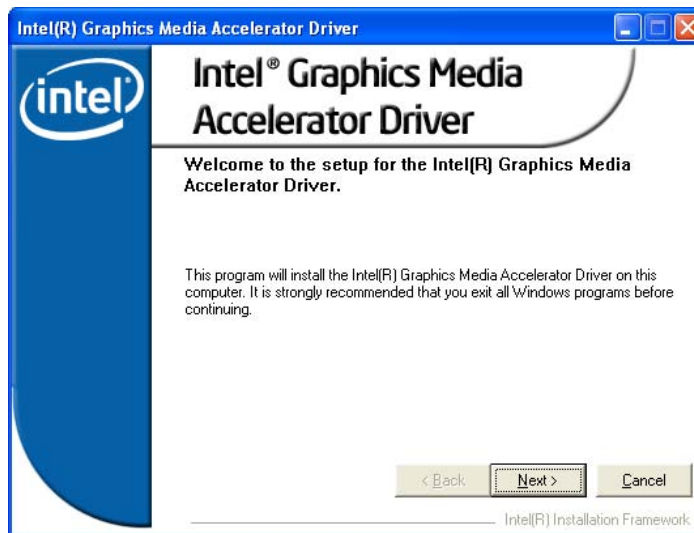 Intel(R) Graphics Media Accelerator Driver
intel
Intel® Graphics Media
Accelerator Driver
Welcome to the setup for the Intel(R) Graphics Media
Accelerator Driver.
This program will install the Intel(R) Graphics Media Accelerator Driver on this
computer. It is strongly recommended that you exit all Windows programs before
continuing.
< Back
Next >
Cancel
Intel(R) Installation Framework